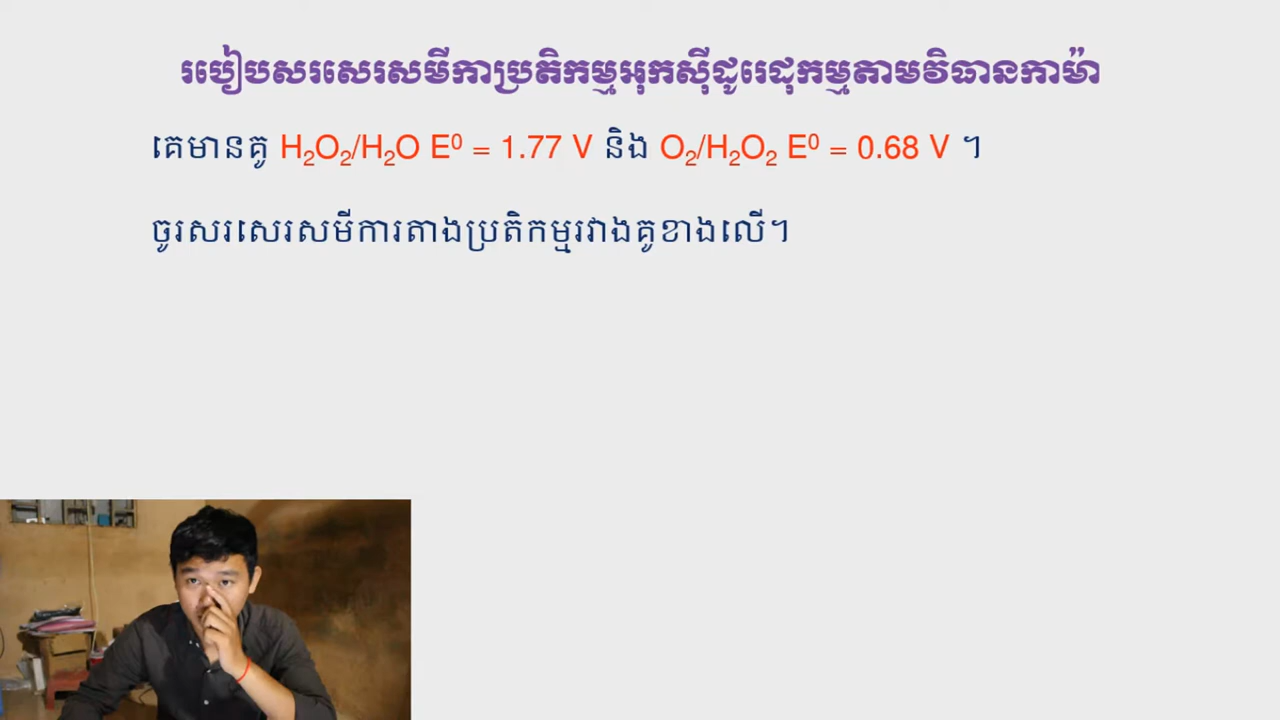 របៀបសរសេរសមីកាប្រតិកម្មអុកស៊ីដូរេដុកម្មតាមវិធានកាម៉ា
គេមានគូ H₂O₂/H₂O E⁰ = 1.77 V និង O₂/H₂O₂ E⁰ = 0.68 V ។
ចូរសរសេរសមីការតាងប្រតិកម្មរវាងគូខាងលើ។